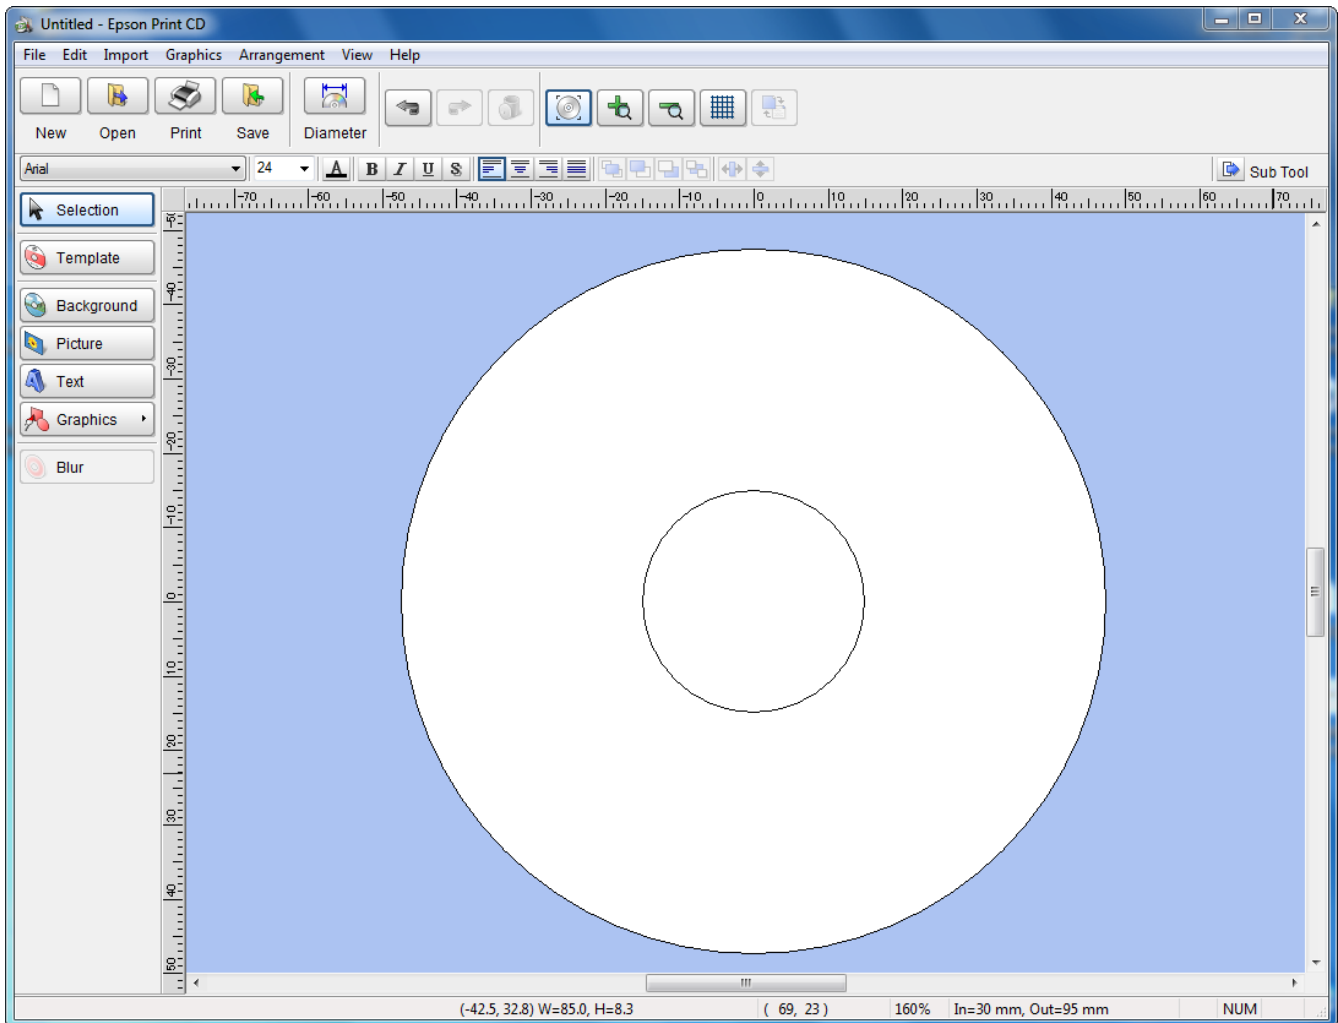 Untitled - Epson Print CD
File Edit Import Graphics Arrangement View Help
New Open Print Save Diameter
Arial 24 A B I U S Sub Tool
-70 -60 -50 -40 -30 -20 -10 0 10 20 30 40 50 60 70
Selection
Template
Background
Picture
Text
Graphics
Blur
-30
-20
-10
0
10
20
30
40
50
(-42.5, 32.8) W=85.0, H=8.3 ( 69, 23 ) 160% In=30 mm, Out=95 mm NUM